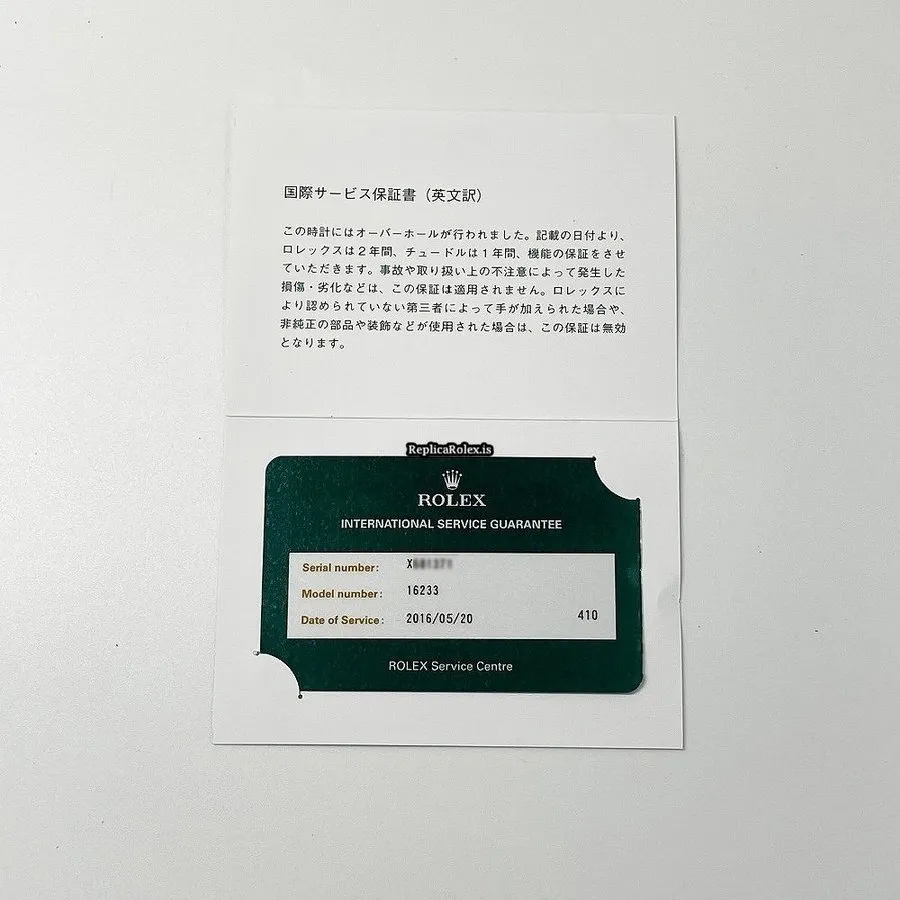 国際サービス保証書（英文訳）
この時計にはオーバーホールが行われました。記載の日付より、
ロレックスは２年間、チュードルは１年間、機能の保証をさせ
ていただきます。事故や取り扱い上の不注意によって発生した
損傷・劣化などは、この保証は適用されません。ロレックスに
より認められていない第三者によって手が加えられた場合や、
非純正の部品や装飾などが使用された場合は、この保証は無効
となります。
ReplicaRolex.is
ROLEX
INTERNATIONAL SERVICE GUARANTEE
Serial number: X
Model number: 16233
Date of Service: 2016/05/20 410
ROLEX Service Centre